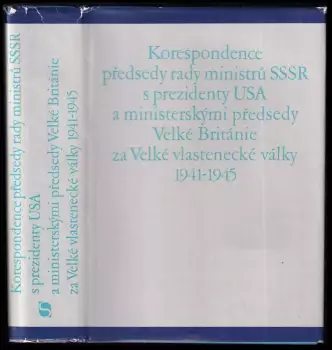 Korespondence předsedy rady ministrů SSSR
s prezidenty USA
a ministerskými předsedy Velké Británie
za Velké vlastenecké války 1941-1945
Korespondence
předsedy rady ministrů SSSR
s prezidenty USA
a ministerskými předsedy
Velké Británie
za Velké vlastenecké války
1941-1945